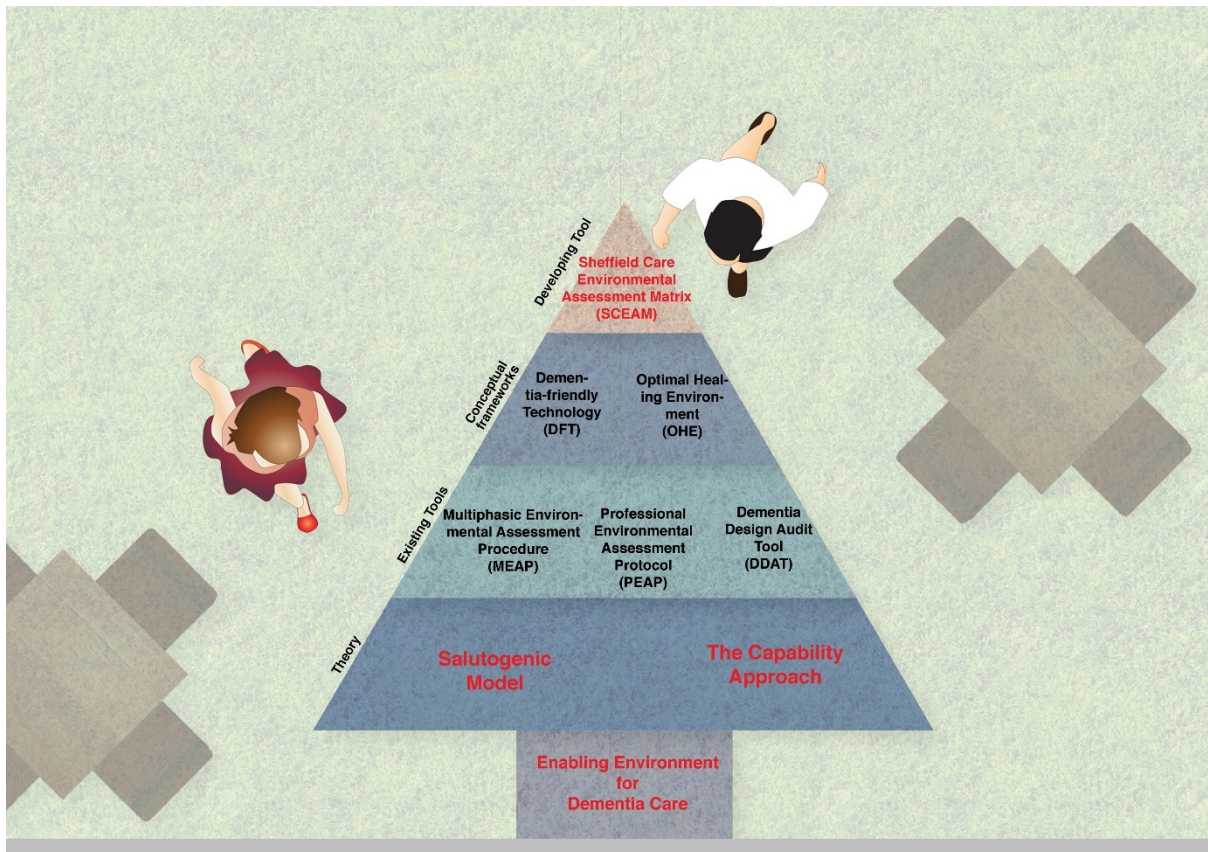 Developing Tool
Sheffield Care
Environmental
Assessment Matrix
(SCEAM)
Conceptual
frameworks
Demen-
tia-friendly
Technology
(DFT)
Optimal Heal-
ing Environ-
ment
(OHE)
Existing Tools
Multiphasic Environ-
mental Assessment
Procedure
(MEAP)
Professional
Environmental
Assessment
Protocol
(PEAP)
Dementia
Design Audit
Tool
(DDAT)
Theory
Salutogenic
Model
The Capability
Approach
Enabling Environment
for
Dementia Care